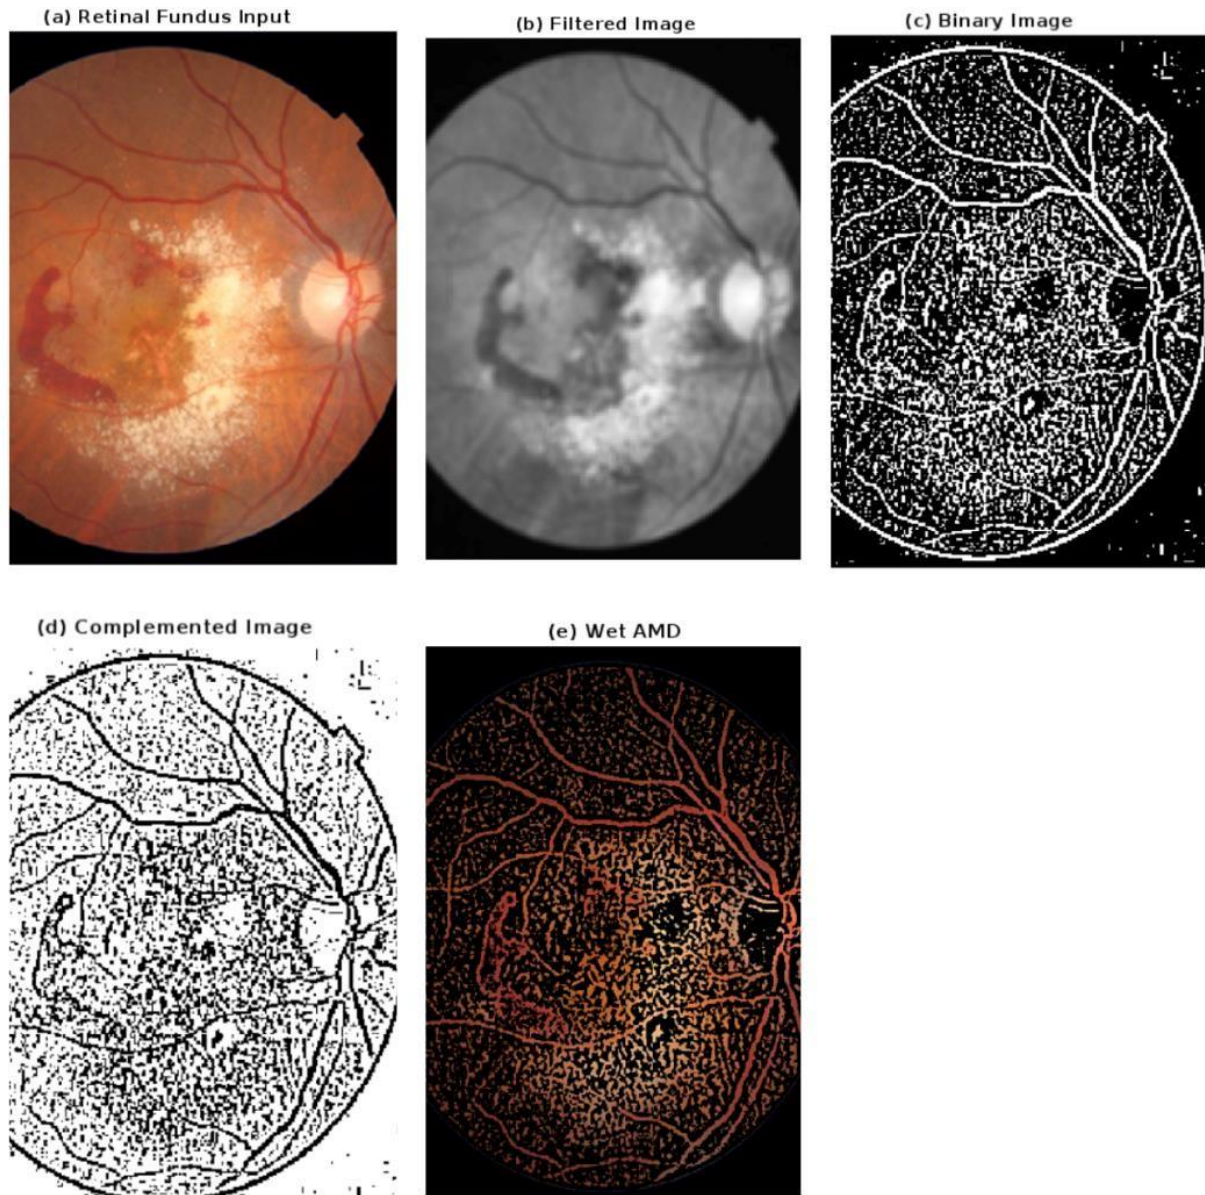 (a) Retinal Fundus Input
(b) Filtered Image
(c) Binary Image
(d) Complemented Image
(e) Wet AMD